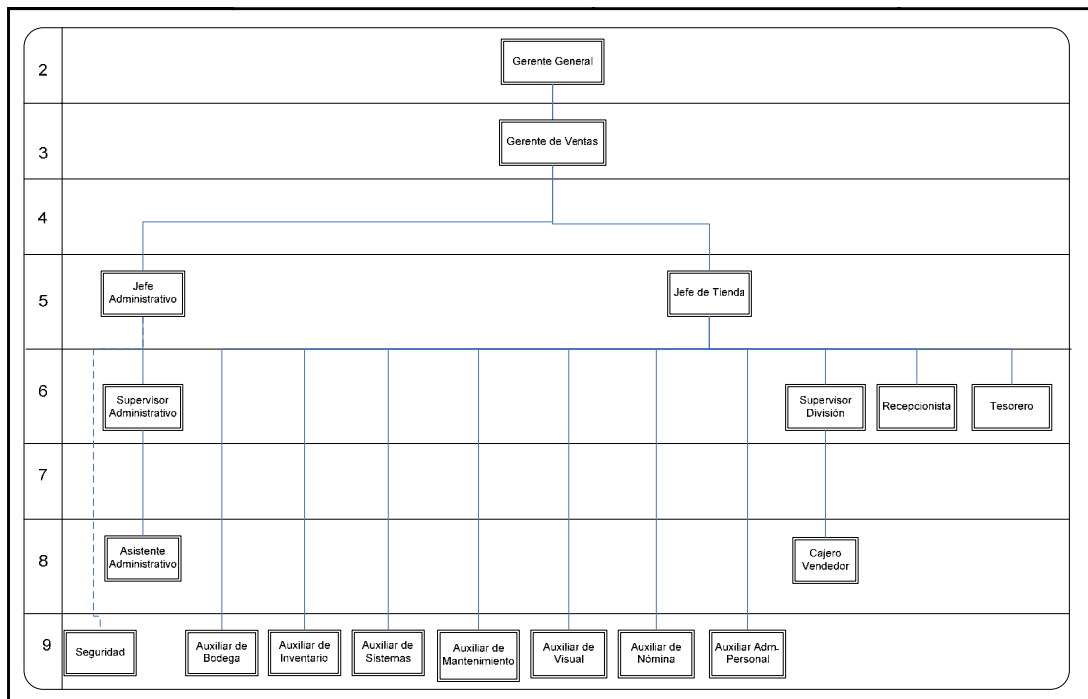 2
Gerente General
3
Gerente de Ventas
4
5
Jefe
Administrativo
Jefe de Tienda
6
Supervisor
Administrativo
Supervisor
División
Recepcionista
Tesorero
7
8
Asistente
Administrativo
Cajero
Vendedor
9
Seguridad
Auxiliar de
Bodega
Auxiliar de
Inventario
Auxiliar de
Sistemas
Auxiliar de
Mantenimiento
Auxiliar de
Visual
Auxiliar de
Nómina
Auxiliar Adm-
Personal